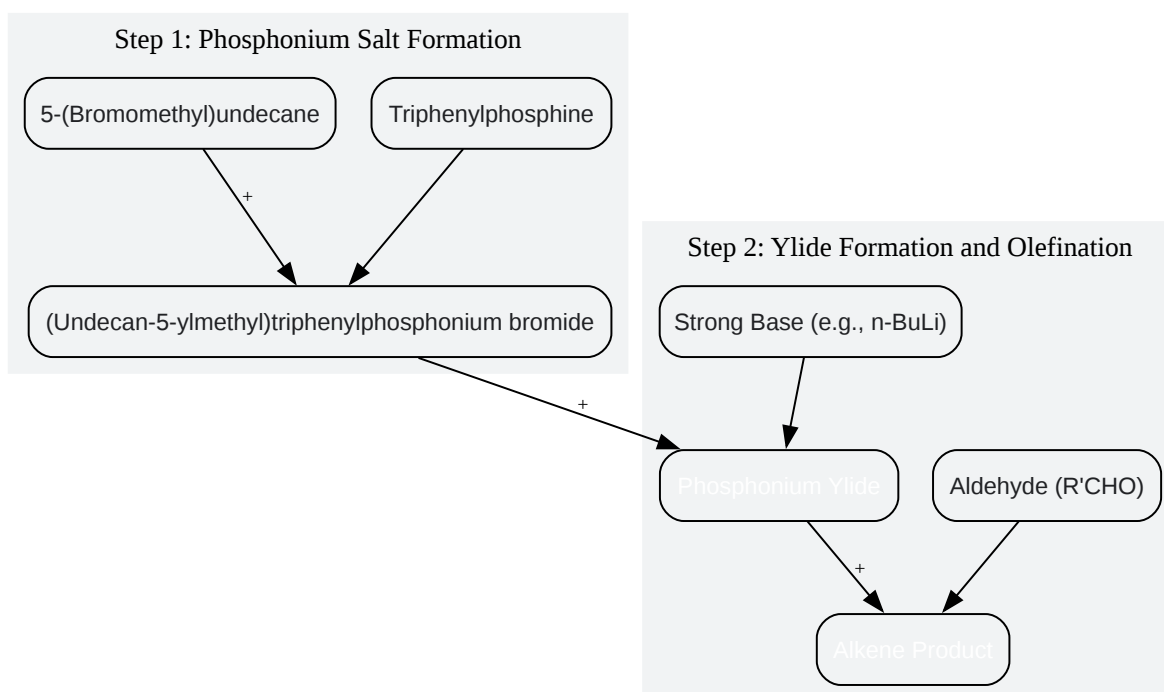 Step 1: Phosphonium Salt Formation
5-(Bromomethyl)undecane
Triphenylphosphine
+
(Undecan-5-ylmethyl)triphenylphosphonium bromide
+
Step 2: Ylide Formation and Olefination
Strong Base (e.g., n-BuLi)
Phosphonium Ylide
Aldehyde (R'CHO)
+
Alkene Product